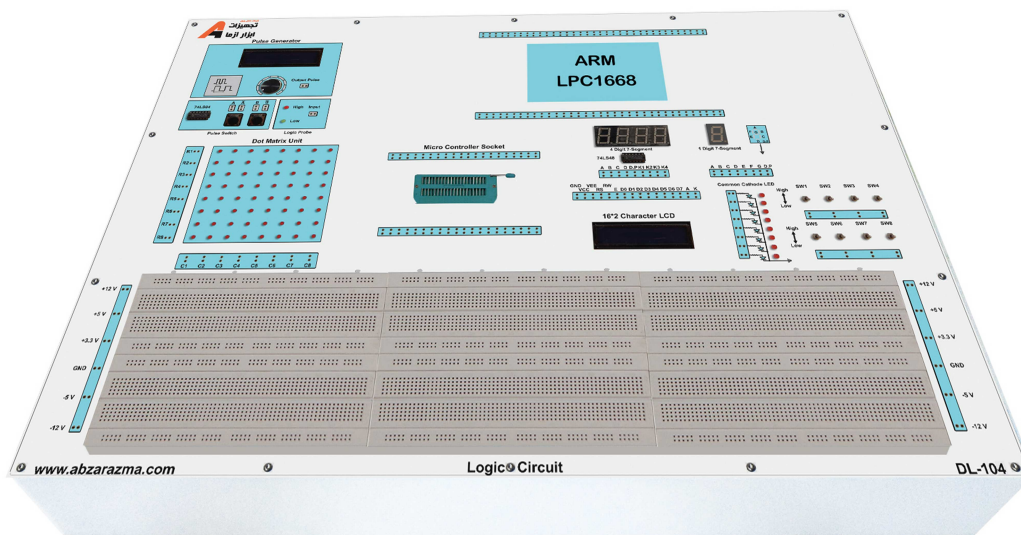 تجهیزات
ابزار آزما
Pulse Generator
Output Pulse
74LS04
A B A B
Pulse Switch
High Input
Low
Logic Probe
ARM
LPC1668
Dot Matrix Unit
R1
R2
R3
R4
R5
R6
R7
R8
C1 C2 C3 C4 C5 C6 C7 C8
Micro Controller Socket
4 Digit 7-Segment
74LS48
A B C D D.P K1 K2 K3 K4
A B C D E F G D.P
GND VEE RW
VCC RS E D0 D1 D2 D3 D4 D5 D6 D7 A K
16*2 Character LCD
Common Cathode LED
High
Low
High
Low
SW1 SW2 SW3 SW4
SW5 SW6 SW7 SW8
+12 V
+5 V
+3.3 V
GND
-5 V
-12 V
+12 V
+5 V
+3.3 V
GND
-5 V
-12 V
www.abzarazma.com
Logic Circuit
DL-104